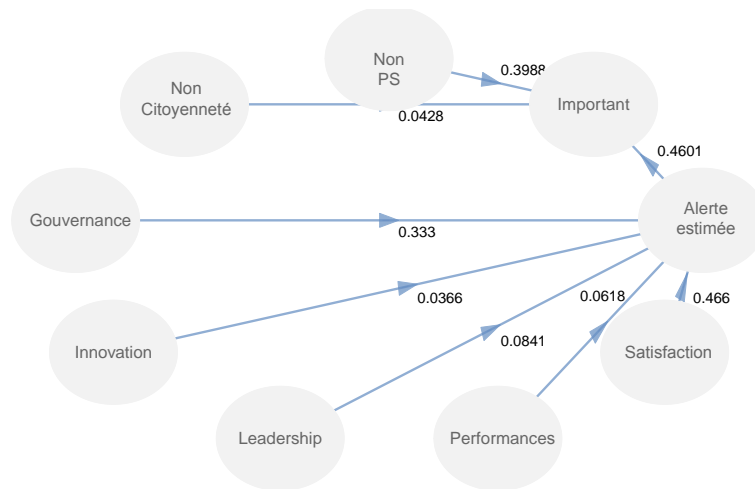 Non
PS
0.3988
Non
Citoyenneté
0.0428
Important
0.4601
Gouvernance
0.333
Alerte
estimée
0.0366
0.0618
0.466
Innovation
0.0841
Satisfaction
Leadership
Performances